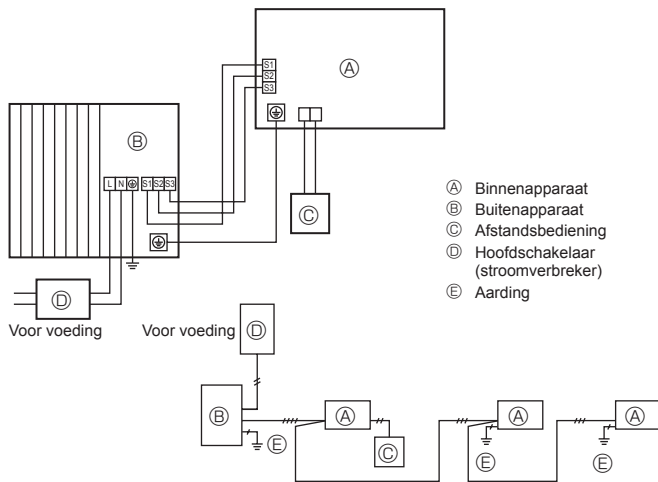 S1
S2
S3
Ⓐ
Ⓑ
L N S1 S2 S3
Ⓒ
Ⓓ
Voor voeding
Ⓐ Binnenapparaat
Ⓑ Buitenapparaat
Ⓒ Afstandsbediening
Ⓓ Hoofdschakelaar
(stroomverbreker)
Ⓔ Aarding
Voor voeding Ⓓ
Ⓑ Ⓐ Ⓐ Ⓐ
Ⓔ Ⓒ Ⓔ Ⓔ